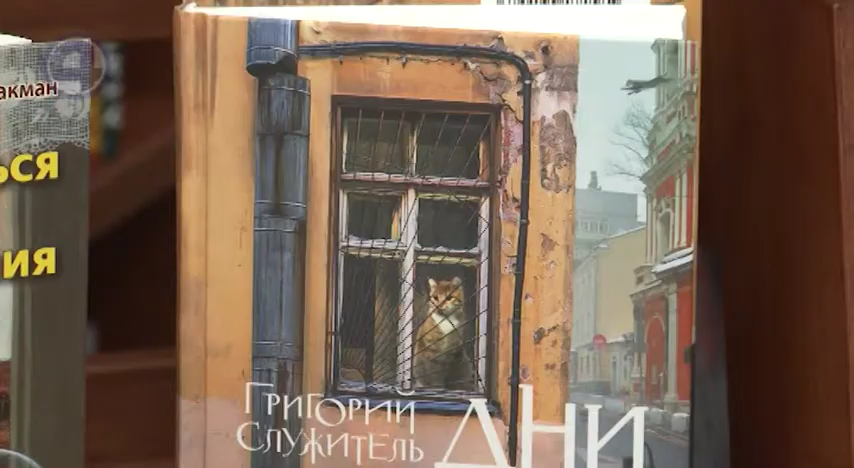 акман
ься
ия
Григорий
Служитель
Дни